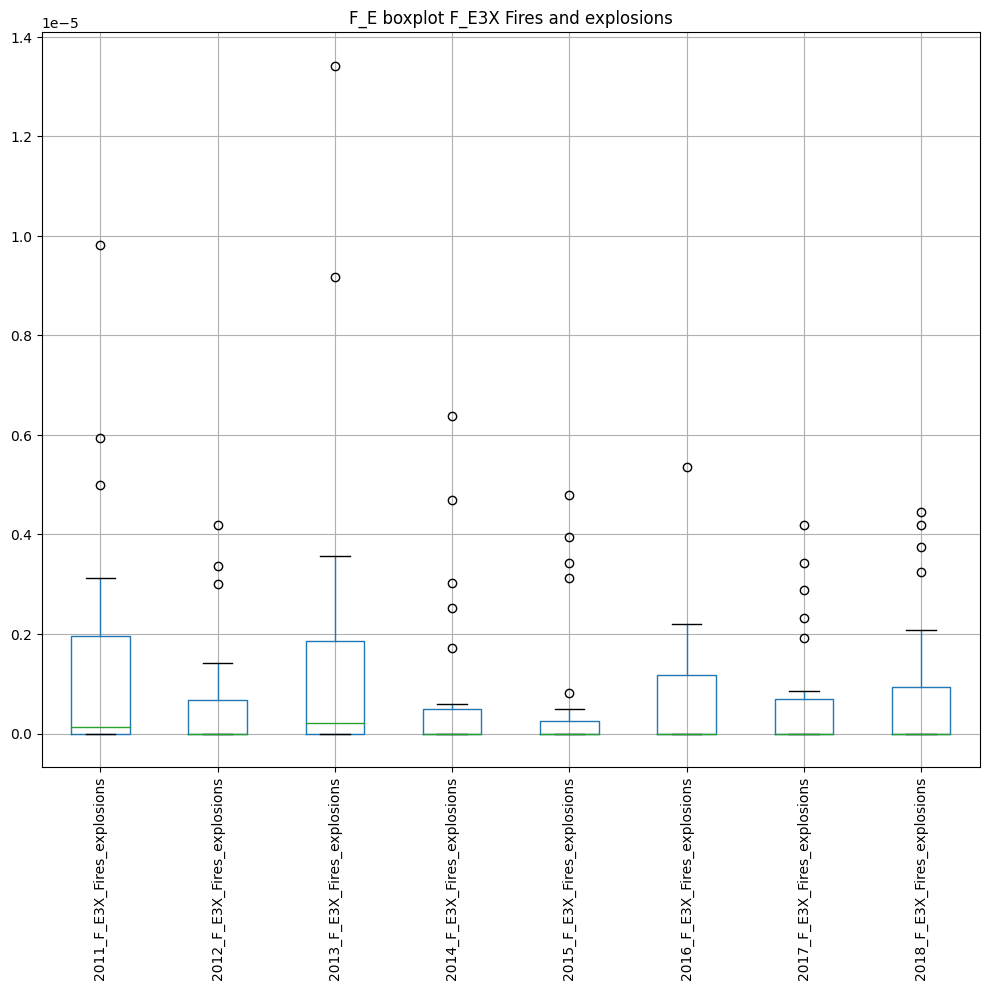 F_E boxplot F_E3X Fires and explosions
1e−5
1.4
1.2
1.0
0.8
0.6
0.4
0.2
0.0
2011_F_E3X_Fires_explosions
2012_F_E3X_Fires_explosions
2013_F_E3X_Fires_explosions
2014_F_E3X_Fires_explosions
2015_F_E3X_Fires_explosions
2016_F_E3X_Fires_explosions
2017_F_E3X_Fires_explosions
2018_F_E3X_Fires_explosions